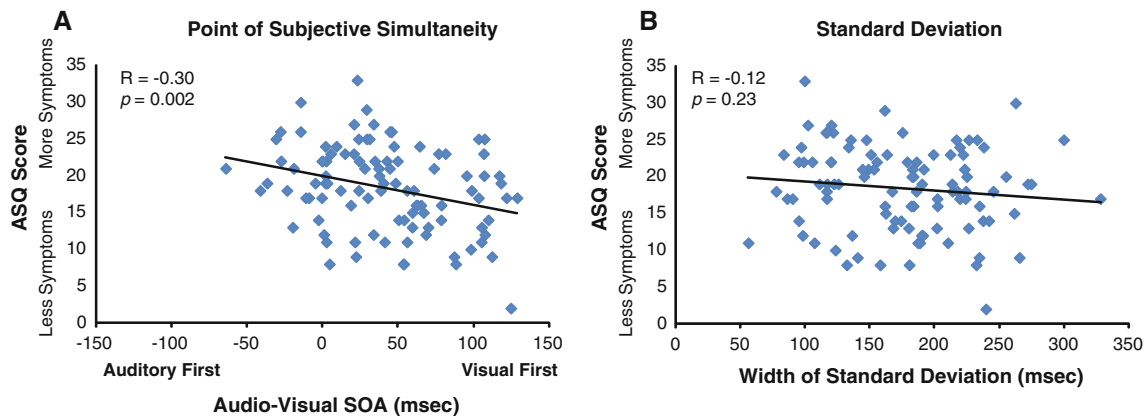 A
Point of Subjective Simultaneity
R = -0.30
p = 0.002
ASQ Score
More Symptoms
Less Symptoms
35
30
25
20
15
10
5
0
-150 -100 -50 0 50 100 150
Auditory First Visual First
Audio-Visual SOA (msec)
B
Standard Deviation
R = -0.12
p = 0.23
ASQ Score
More Symptoms
Less Symptoms
35
30
25
20
15
10
5
0
0 50 100 150 200 250 300 350
Width of Standard Deviation (msec)